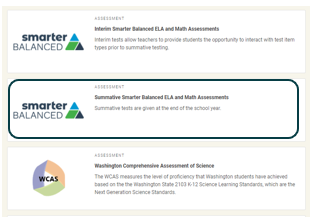 ASSESSMENT
Interim Smarter Balanced ELA and Math Assessments
smarter
BALANCED
Interim tests allow teachers to provide students the opportunity to interact with test item
types prior to summative testing.
ASSESSMENT
Summative Smarter Balanced ELA and Math Assessments
smarter
BALANCED
Summative tests are given at the end of the school year.
ASSESSMENT
Washington Comprehensive Assessment of Science
WCAS
The WCAS measures the level of proficiency that Washington students have achieved
based on the the Washington State 2103 K-12 Science Learning Standards, which are the
Next Generation Science Standards.